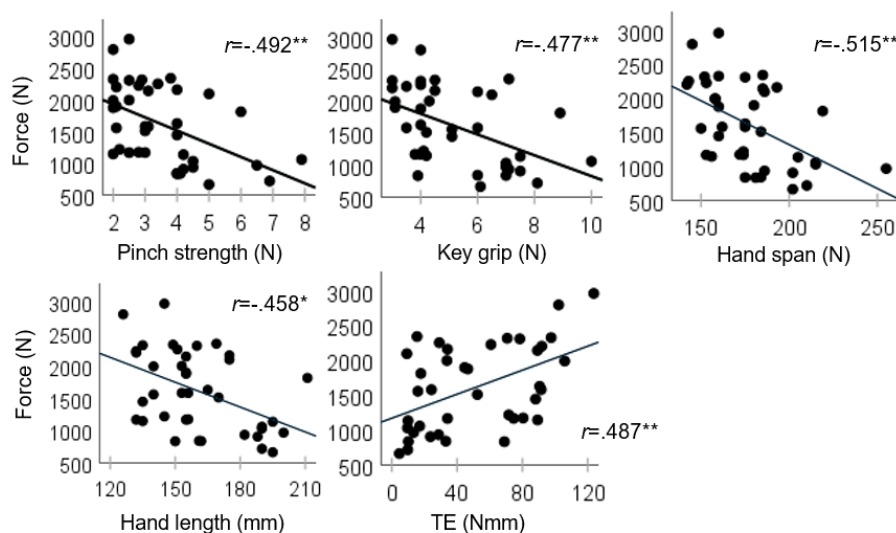 r=-.492**
3000
2500
2000
1500
1000
500
Force (N)
2 3 4 5 6 7 8
Pinch strength (N)
r=-.477**
3000
2500
2000
1500
1000
500
4 6 8 10
Key grip (N)
r=-.515**
3000
2500
2000
1500
1000
500
150 200 250
Hand span (N)
r=-.458*
3000
2500
2000
1500
1000
500
Force (N)
120 150 180 210
Hand length (mm)
3000
2500
2000
1500
1000
500
r=.487**
0 40 80 120
TE (Nmm)